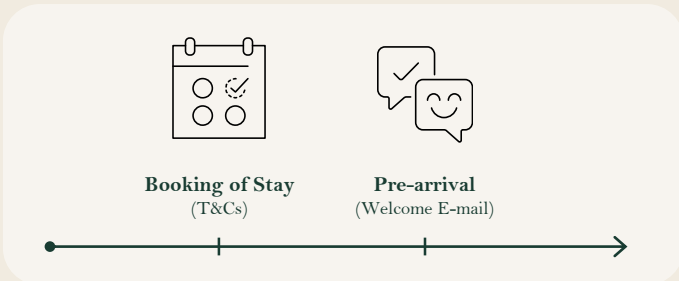 Booking of Stay
(T&Cs)
Pre-arrival
(Welcome E-mail)